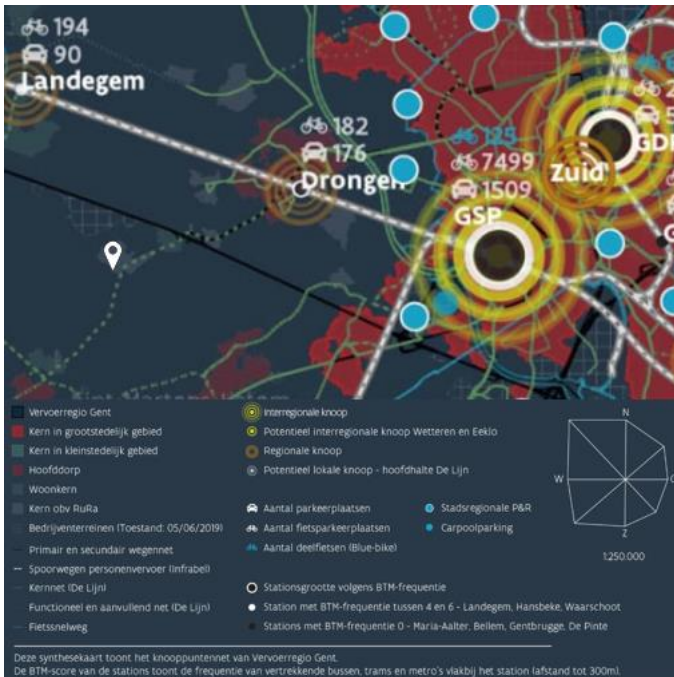 194
90
Landegem
182
176
Drongen
125
7499
1509
GSP
Zuid
Vervoerregio Gent
Kern in grootstedelijk gebied
Kern in kleinstedelijk gebied
Hoofddorp
Woonkern
Kern obv RuRa
Bedrijventerreinen (Toestand: 05/06/2019)
Primair en secundair wegennet
Spoorwegen personenvervoer (Infrabel)
Kernnet (De Lijn)
Functioneel en aanvullend net (De Lijn)
Fietssnelweg
Interregionale knoop
Potentieel interregionale knoop Wetteren en Eeklo
Regionale knoop
Potentieel lokale knoop - hoofdhalte De Lijn
Aantal parkeerplaatsen
Aantal fietsparkeerplaatsen
Aantal deelfietsen (Blue-bike)
Stadsregionale P&R
Carpoolparking
Stationsgrootte volgens BTM-frequentie
Station met BTM-frequentie tussen 4 en 6 - Landegem, Hansbeke, Waarschoot
Stations met BTM-frequentie 0 - Maria-Aalter, Bellem, Gentbrugge, De Pinte
N
W
Z
1:250.000
Deze synthesekaart toont het knooppuntennet van Vervoerregio Gent.
De BTM-score van de stations toont de frequentie van vertrekkende bussen, trams en metro's vlakbij het station (afstand tot 300m).